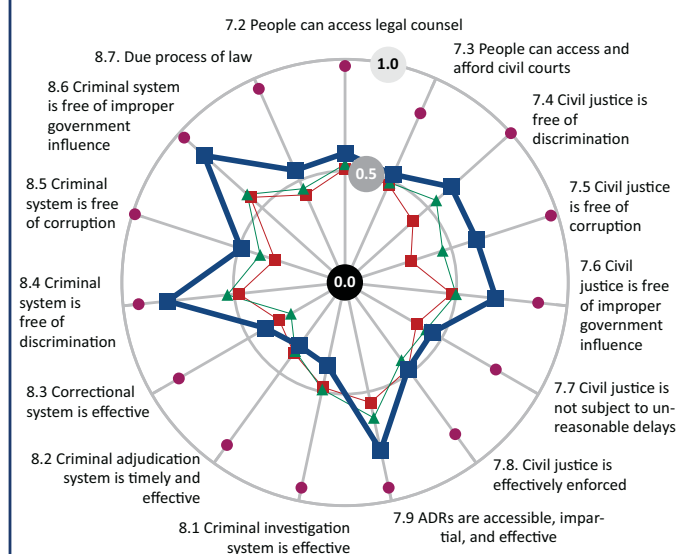 7.2 People can access legal counsel
1.0
7.3 People can access and
afford civil courts
7.4 Civil justice is
free of
discrimination
7.5 Civil justice
is free of
corruption
7.6 Civil
justice is free
of improper
government
influence
7.7 Civil justice is
not subject to un-
reasonable delays
7.8. Civil justice is
effectively enforced
7.9 ADRs are accessible, impar-
tial, and effective
8.1 Criminal investigation
system is effective
8.2 Criminal adjudication
system is timely and
effective
8.3 Correctional
system is effective
8.4 Criminal
system is
free of
discrimination
8.5 Criminal
system is free
of corruption
8.6 Criminal system
is free of improper
government
influence
8.7. Due process of law
0.5
0.0